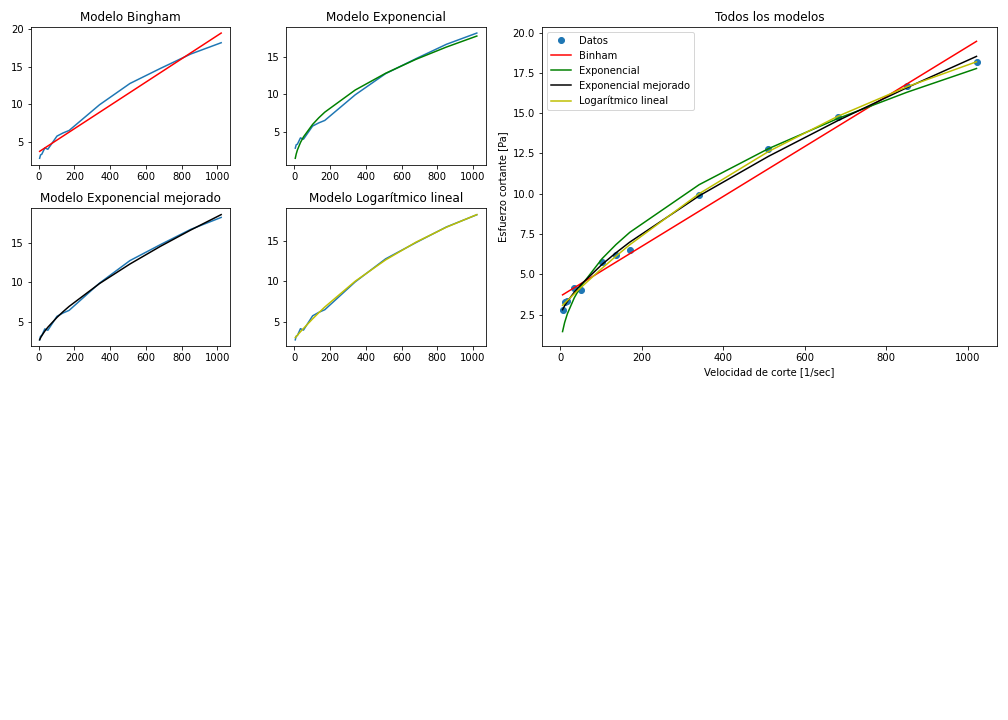 Modelo Bingham
20
15
10
5
0 200 400 600 800 1000
Modelo Exponencial
15
10
5
0 200 400 600 800 1000
Modelo Exponencial mejorado
15
10
5
0 200 400 600 800 1000
Modelo Logarítmico lineal
15
10
5
0 200 400 600 800 1000
Todos los modelos
Datos
Binham
Exponencial
Exponencial mejorado
Logarítmico lineal
Esfuerzo cortante [Pa]
20.0
17.5
15.0
12.5
10.0
7.5
5.0
2.5
0 200 400 600 800 1000
Velocidad de corte [1/sec]